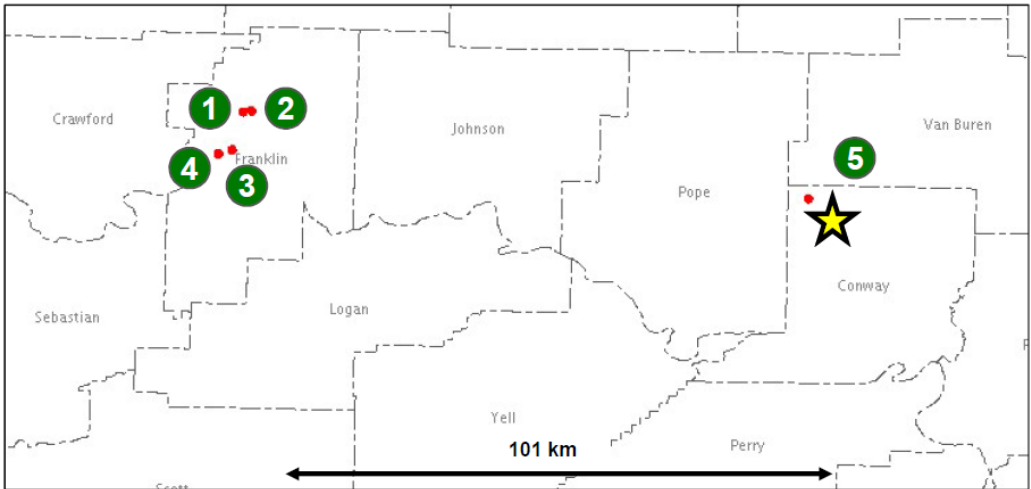 1
2
Crawford
Johnson
Van Buren
4
Franklin
5
3
Pope
Conway
Logan
Sebastian
Yell
101 km
Perry